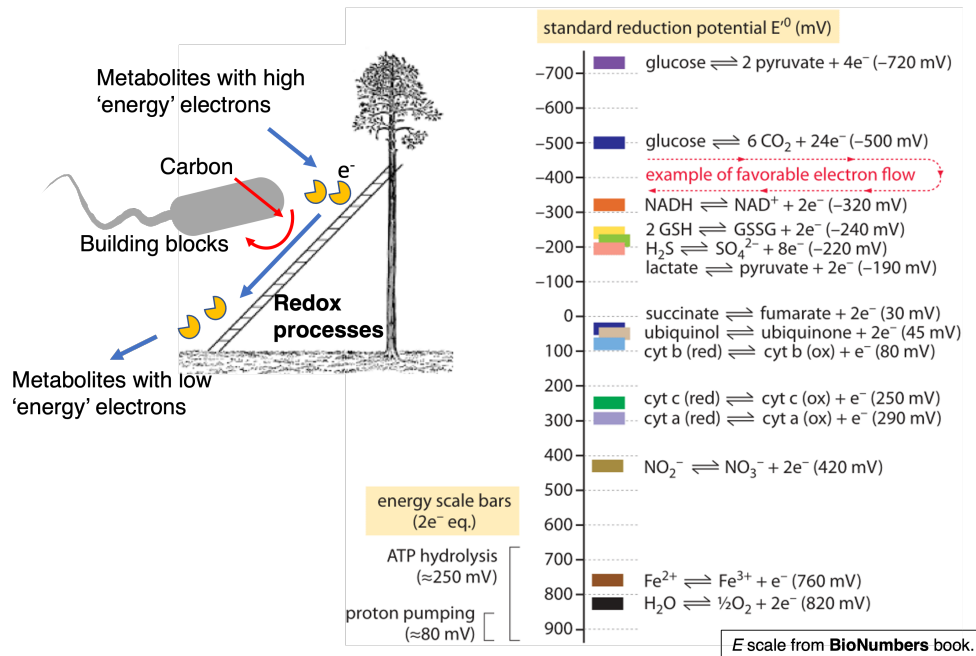 Metabolites with high
‘energy’ electrons
Carbon
e-
Building blocks
Redox
processes
Metabolites with low
‘energy’ electrons
standard reduction potential E′⁰ (mV)
–700
–600
–500
–400
–300
–200
–100
0
100
200
300
400
500
600
700
800
900
glucose ⇌ 2 pyruvate + 4e⁻ (–720 mV)
glucose ⇌ 6 CO₂ + 24e⁻ (–500 mV)
example of favorable electron flow
NADH ⇌ NAD⁺ + 2e⁻ (–320 mV)
2 GSH ⇌ GSSG + 2e⁻ (–240 mV)
H₂S ⇌ SO₄²⁻ + 8e⁻ (–220 mV)
lactate ⇌ pyruvate + 2e⁻ (–190 mV)
succinate ⇌ fumarate + 2e⁻ (30 mV)
ubiquinol ⇌ ubiquinone + 2e⁻ (45 mV)
cyt b (red) ⇌ cyt b (ox) + e⁻ (80 mV)
cyt c (red) ⇌ cyt c (ox) + e⁻ (250 mV)
cyt a (red) ⇌ cyt a (ox) + e⁻ (290 mV)
NO₂⁻ ⇌ NO₃⁻ + 2e⁻ (420 mV)
Fe²⁺ ⇌ Fe³⁺ + e⁻ (760 mV)
H₂O ⇌ ½O₂ + 2e⁻ (820 mV)
energy scale bars
(2e⁻ eq.)
ATP hydrolysis
(≈250 mV)
proton pumping
(≈80 mV)
E scale from BioNumbers book.